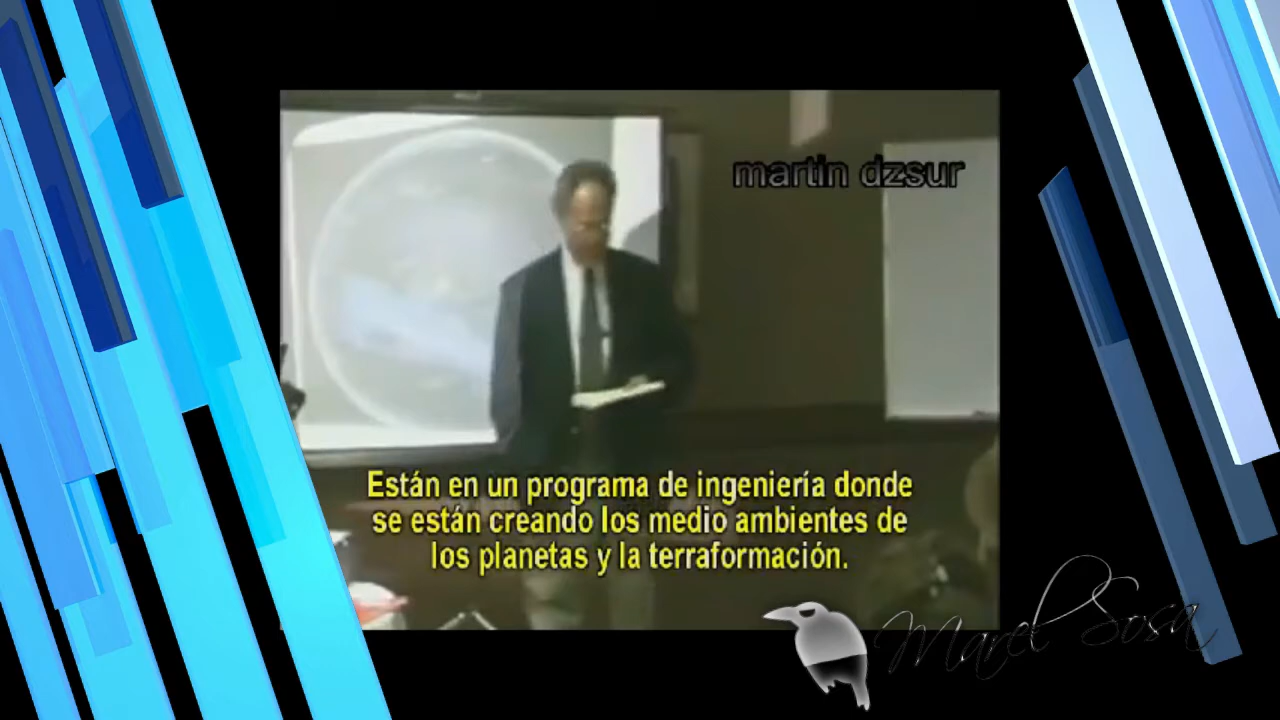 martin dzsur
Están en un programa de ingeniería donde
se están creando los medio ambientes de
los planetas y la terraformación.
Marel Sosa